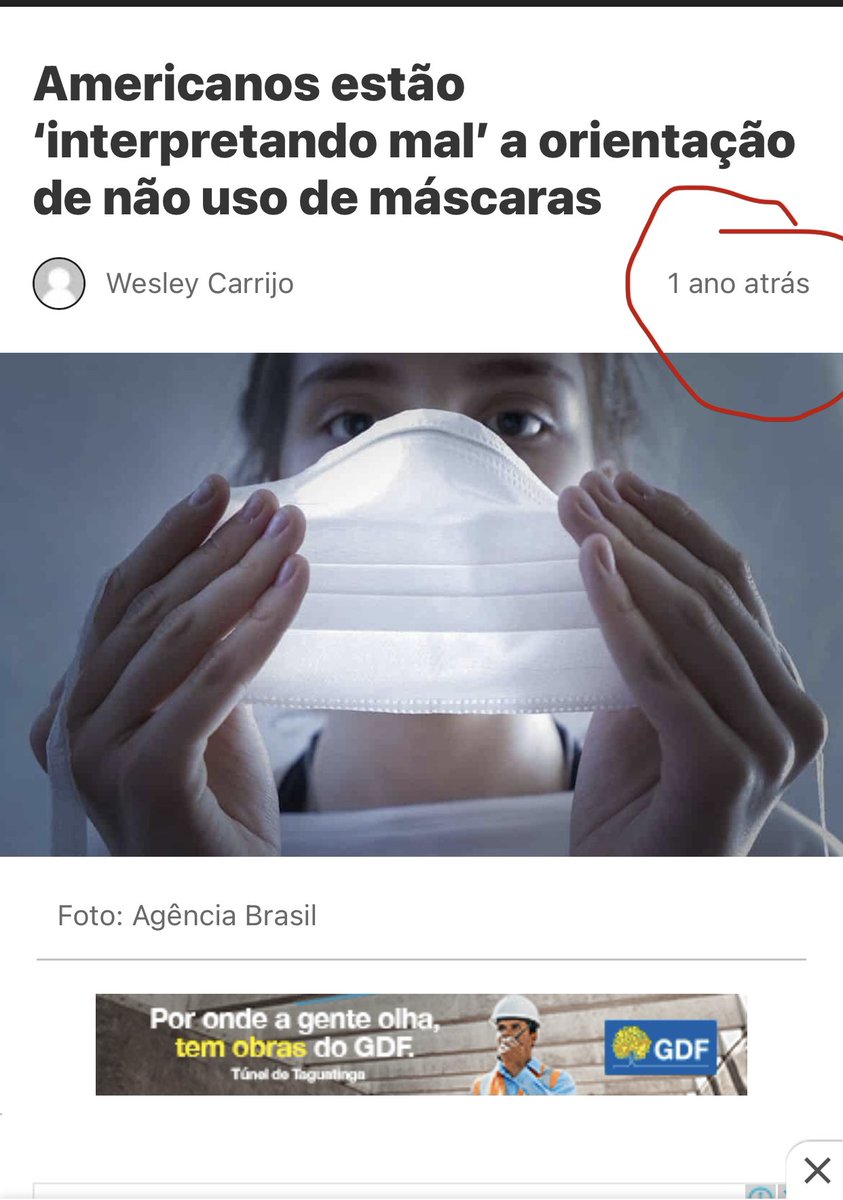 Americanos estão
‘interpretando mal’ a orientação
de não uso de máscaras
Wesley Carrijo
1 ano atrás
Foto: Agência Brasil
Por onde a gente olha,
tem obras do GDF.
Túnel de Taguatinga
GDF